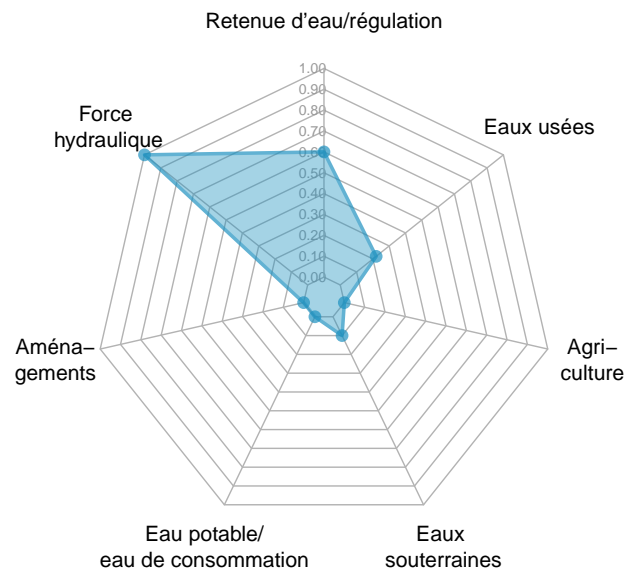 Retenue d'eau/régulation
1.00
0.90
0.80
0.70
0.60
0.50
0.40
0.30
0.20
0.10
0.00
Force
hydraulique
Eaux usées
Aména–
gements
Agri–
culture
Eau potable/
eau de consommation
Eaux
souterraines